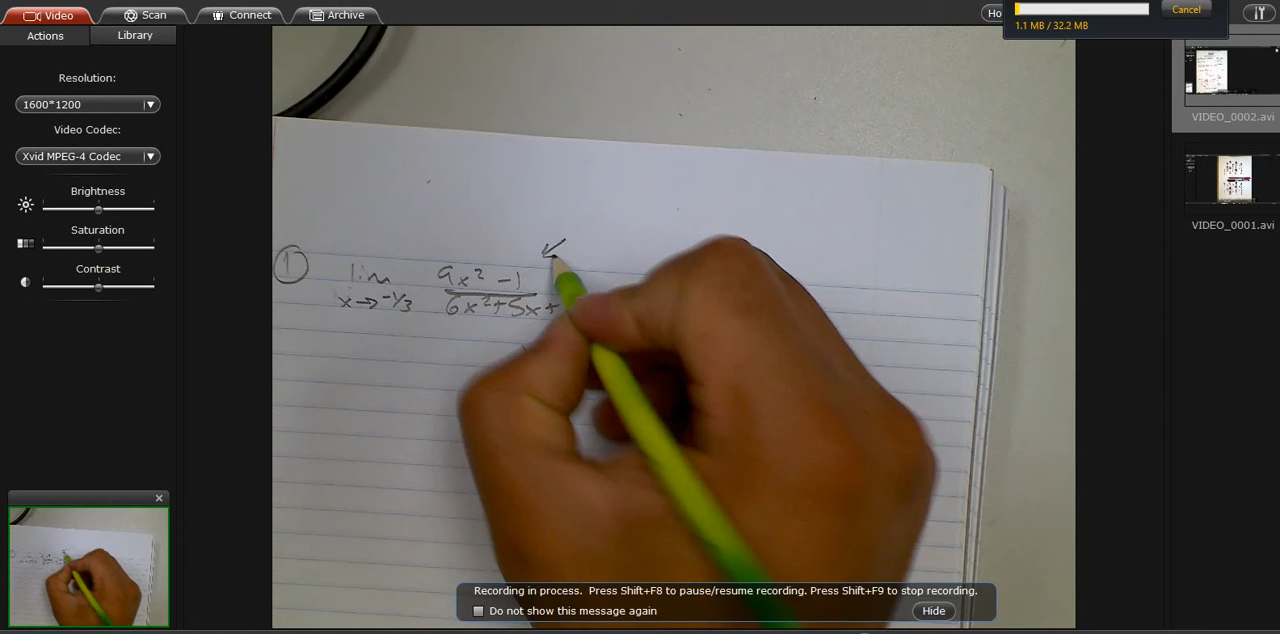 Video
Scan
Connect
Archive
Ho
1.1 MB / 32.2 MB
Cancel
Actions
Library
Resolution:
1600*1200
Video Codec:
Xvid MPEG-4 Codec
Brightness
Saturation
Contrast
VIDEO_0002.avi
VIDEO_0001.avi
① lim 9x² -1
x→-1/3 6x²+5x+
Recording in process. Press Shift+F8 to pause/resume recording. Press Shift+F9 to stop recording.
Do not show this message again
Hide